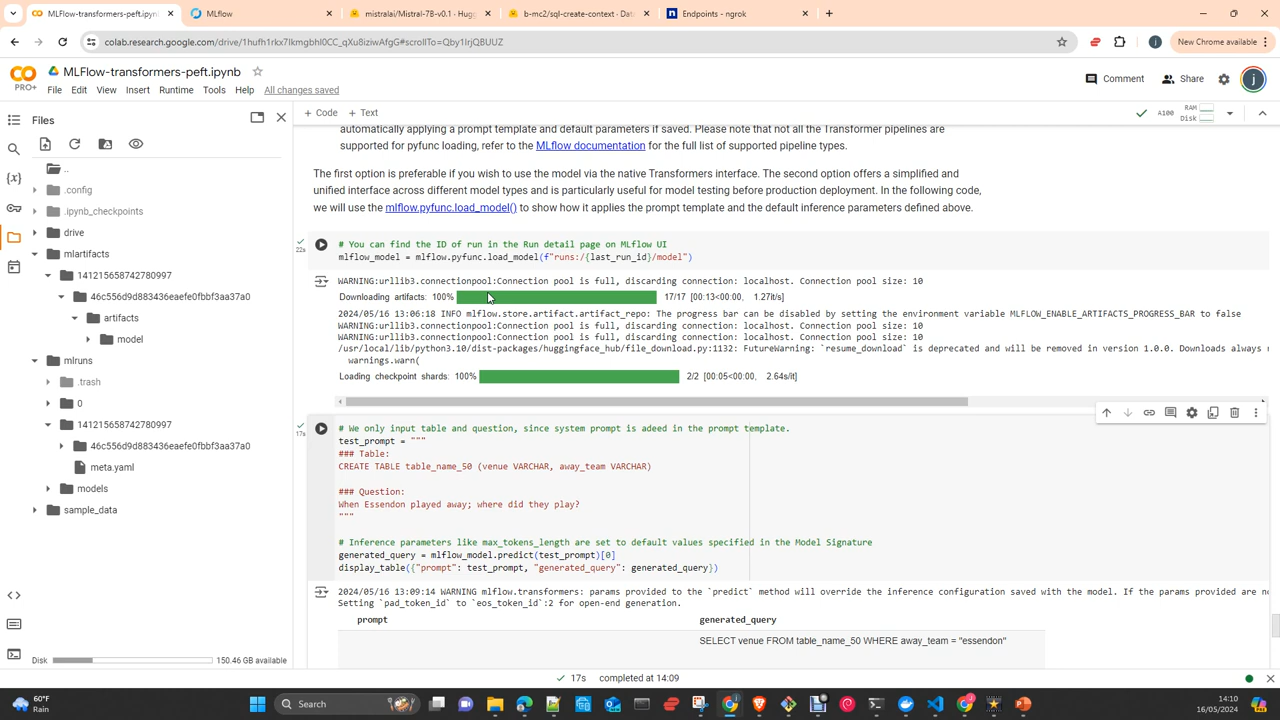 MLFlow-transformers-peft.ipynb
MLflow
mistralai/Mistral-7B-v0.1 - Hugg
b-mc2/sql-create-context - Data
Endpoints - ngrok
colab.research.google.com/drive/1hufh1rkx7lkmgbhl0CC_qXu8iziwAfgG#scrollTo=Qby1IrjQBUUZ
New Chrome available
MLFlow-transformers-peft.ipynb
PRO+
File Edit View Insert Runtime Tools Help All changes saved
Comment
Share
j
Files
+ Code + Text
A100
RAM
Disk
..
.config
.ipynb_checkpoints
drive
mlartifacts
141215658742780997
46c556d9d883436eaefe0fbbf3aa37a0
artifacts
model
mlruns
.trash
0
141215658742780997
46c556d9d883436eaefe0fbbf3aa37a0
meta.yaml
models
sample_data
Disk
150.46 GB available
automatically applying a prompt template and default parameters if saved. Please note that not all the Transformer pipelines are
supported for pyfunc loading, refer to the MLflow documentation for the full list of supported pipeline types.
The first option is preferable if you wish to use the model via the native Transformers interface. The second option offers a simplified and
unified interface across different model types and is particularly useful for model testing before production deployment. In the following code,
we will use the mlflow.pyfunc.load_model() to show how it applies the prompt template and the default inference parameters defined above.
22s
# You can find the ID of run in the Run detail page on MLflow UI
mlflow_model = mlflow.pyfunc.load_model(f"runs:/{last_run_id}/model")
WARNING:urllib3.connectionpool:Connection pool is full, discarding connection: localhost. Connection pool size: 10
Downloading artifacts: 100% 17/17 [00:13<00:00, 1.27it/s]
2024/05/16 13:06:18 INFO mlflow.store.artifact.artifact_repo: The progress bar can be disabled by setting the environment variable MLFLOW_ENABLE_ARTIFACTS_PROGRESS_BAR to false
WARNING:urllib3.connectionpool:Connection pool is full, discarding connection: localhost. Connection pool size: 10
WARNING:urllib3.connectionpool:Connection pool is full, discarding connection: localhost. Connection pool size: 10
/usr/local/lib/python3.10/dist-packages/huggingface_hub/file_download.py:1132: FutureWarning: `resume_download` is deprecated and will be removed in version 1.0.0. Downloads always
warnings.warn(
Loading checkpoint shards: 100% 2/2 [00:05<00:00, 2.64s/it]
17s
# We only input table and question, since system prompt is adeed in the prompt template.
test_prompt = """
### Table:
CREATE TABLE table_name_50 (venue VARCHAR, away_team VARCHAR)
### Question:
When Essendon played away; where did they play?
"""
# Inference parameters like max_tokens_length are set to default values specified in the Model Signature
generated_query = mlflow_model.predict(test_prompt)[0]
display_table({"prompt": test_prompt, "generated_query": generated_query})
2024/05/16 13:09:14 WARNING mlflow.transformers: params provided to the `predict` method will override the inference configuration saved with the model. If the params provided are
Setting `pad_token_id` to `eos_token_id`:2 for open-end generation.
prompt generated_query
SELECT venue FROM table_name_50 WHERE away_team = "essendon"
17s completed at 14:09
60°F
Rain
Search
14:10
16/05/2024